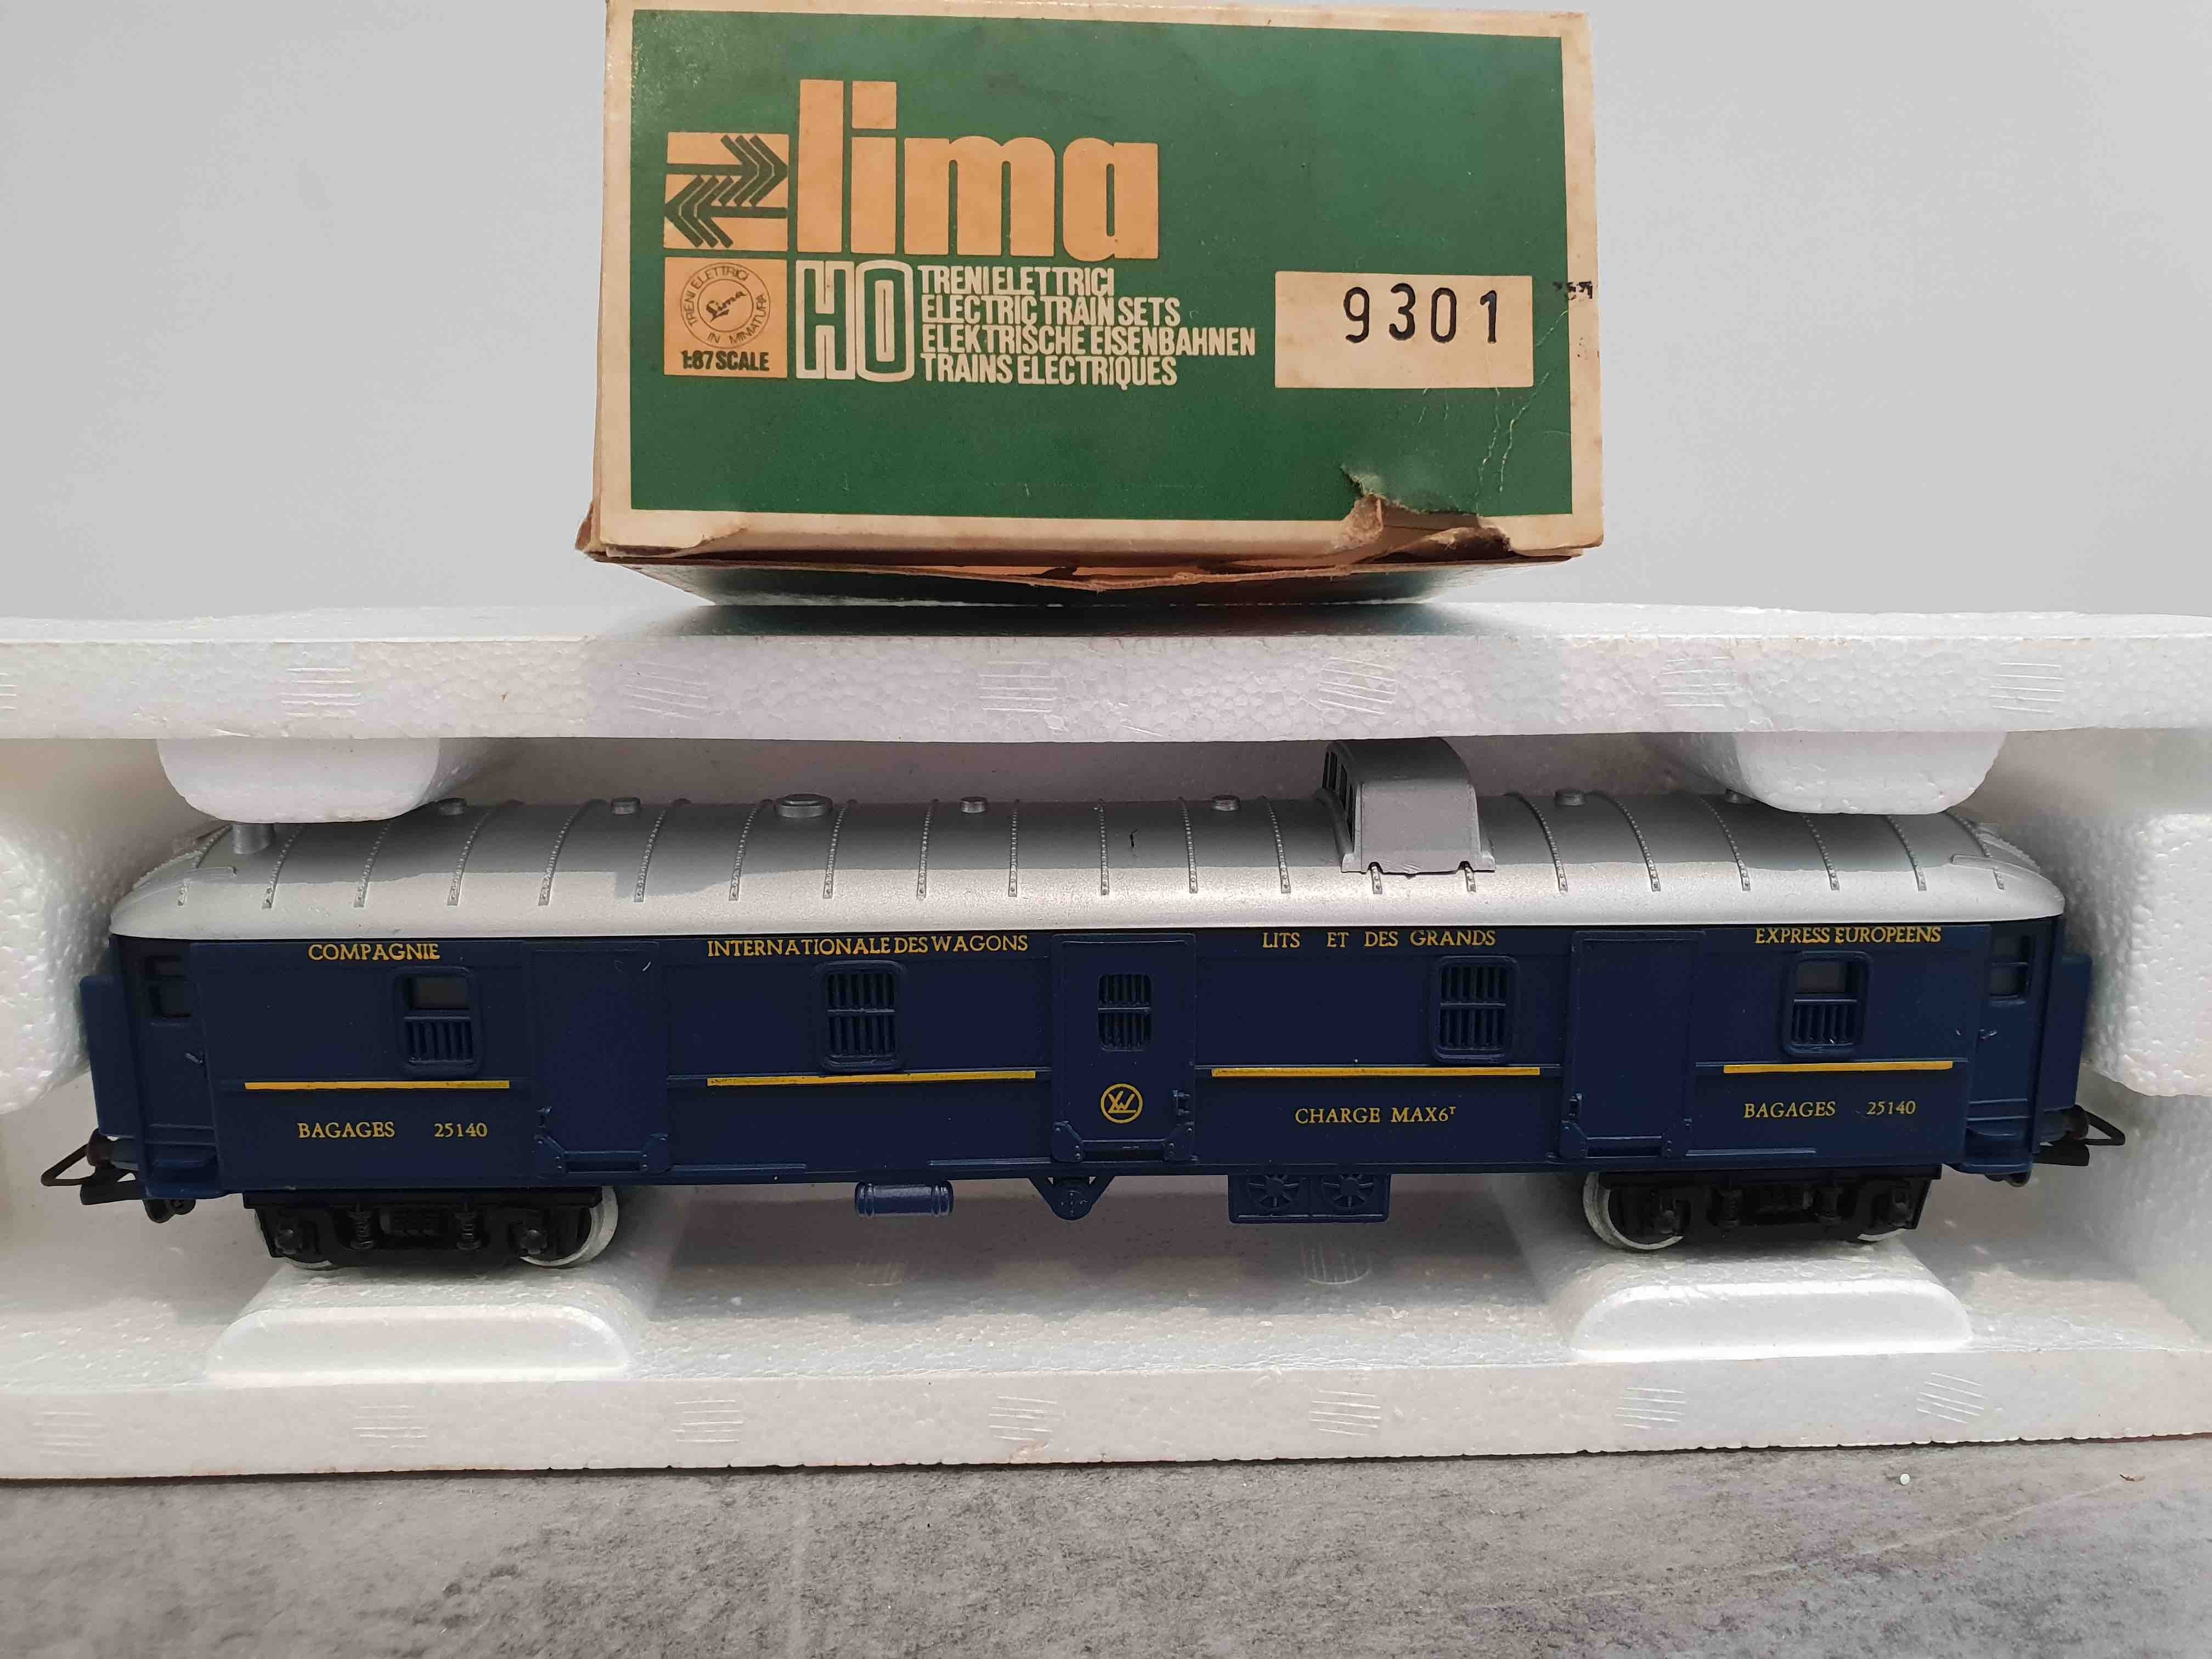 lima
HO
TRENI ELETTRICI
ELECTRIC TRAIN SETS
ELEKTRISCHE EISENBAHNEN
TRAINS ELECTRIQUES
TRENI ELETTRICI
Lima
IN MINIATURA
1:87 SCALE
9301
COMPAGNIE INTERNATIONALE DES WAGONS LITS ET DES GRANDS EXPRESS EUROPEENS
BAGAGES 25140
WL
CHARGE MAX6T
BAGAGES 25140